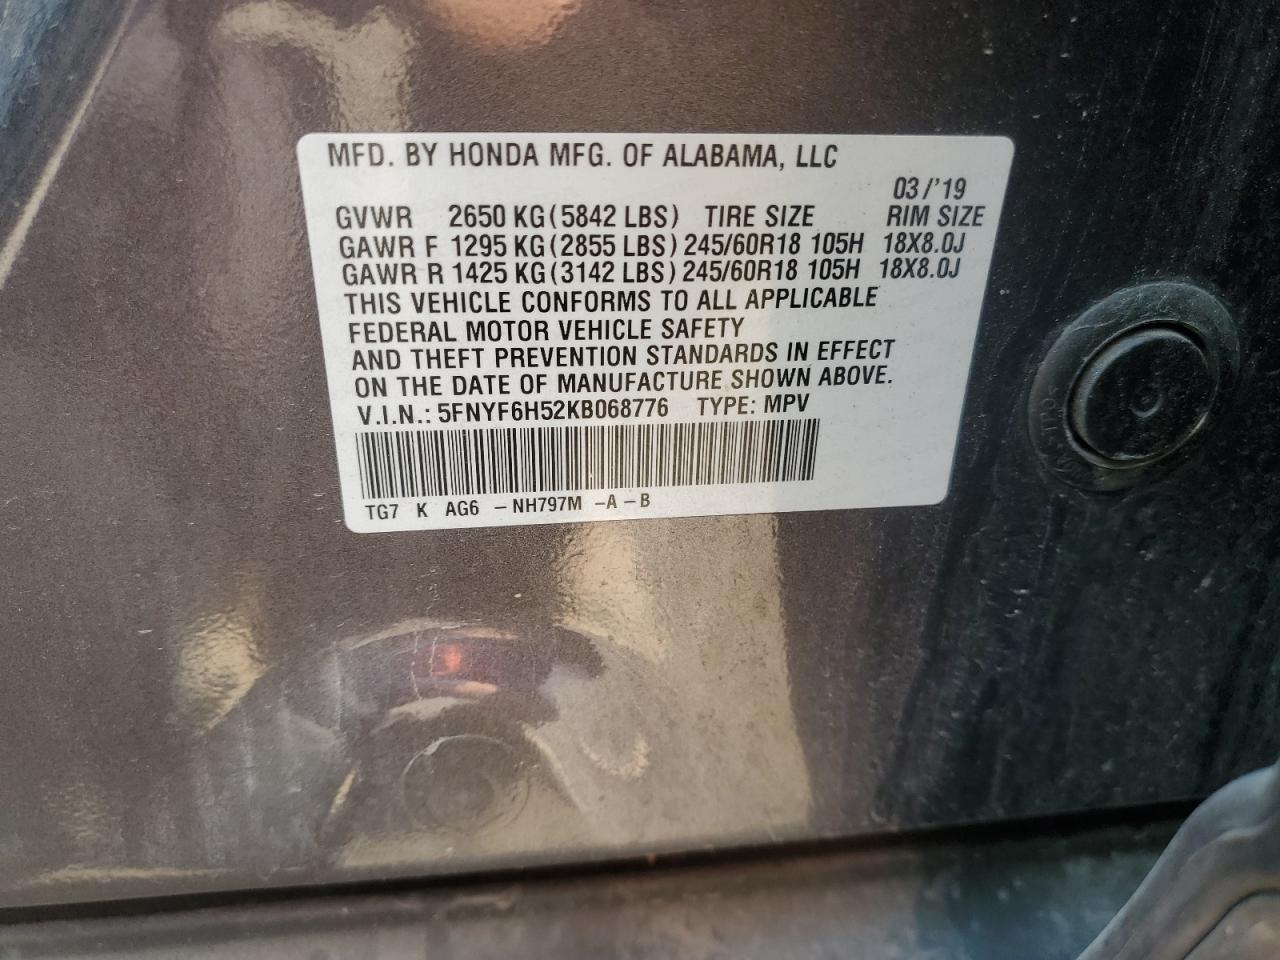 MFD. BY HONDA MFG. OF ALABAMA, LLC
03/'19
GVWR 2650 KG(5842 LBS) TIRE SIZE RIM SIZE
GAWR F 1295 KG(2855 LBS) 245/60R18 105H 18X8.0J
GAWR R 1425 KG(3142 LBS) 245/60R18 105H 18X8.0J
THIS VEHICLE CONFORMS TO ALL APPLICABLE
FEDERAL MOTOR VEHICLE SAFETY
AND THEFT PREVENTION STANDARDS IN EFFECT
ON THE DATE OF MANUFACTURE SHOWN ABOVE.
V.I.N.: 5FNYF6H52KB068776 TYPE: MPV
TG7 K AG6 -NH797M -A-B